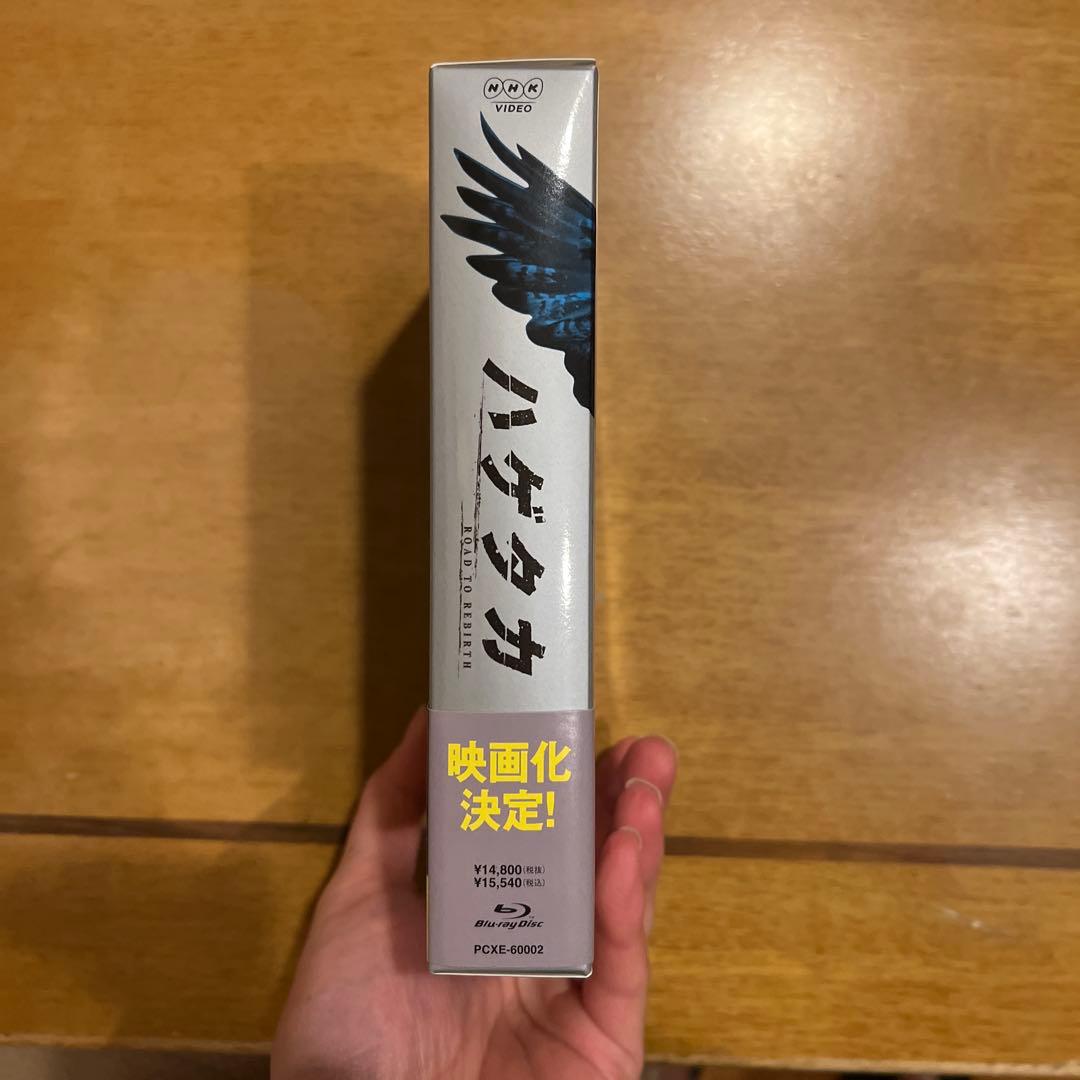 NHK
VIDEO
ハゲタカ
ROAD TO REBIRTH
映画化
決定!
¥14,800(税抜)
¥15,540(税込)
Blu-ray Disc
PCXE-60002